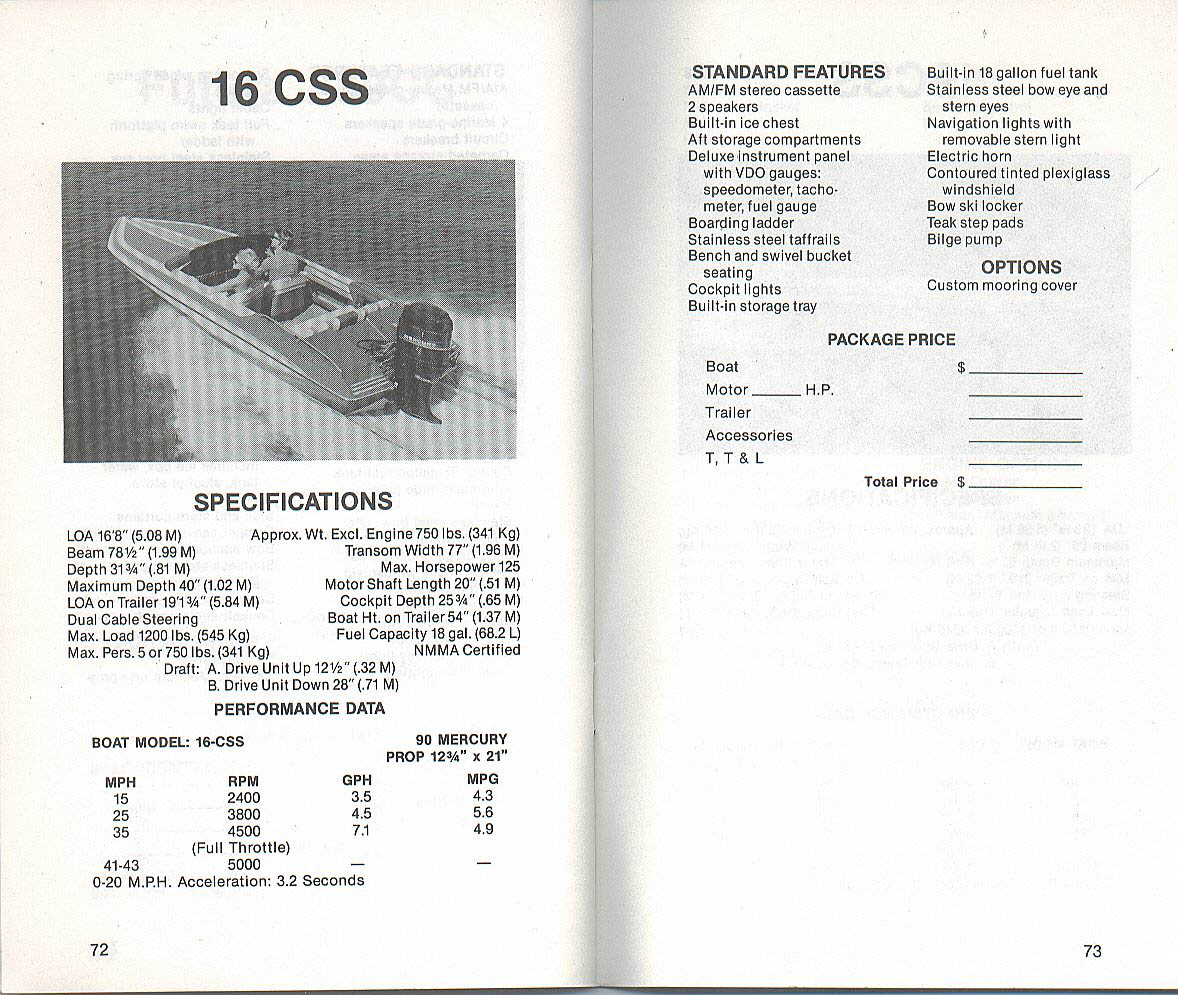 16 CSS
SPECIFICATIONS
LOA 16'8" (5.08 M) Approx. Wt. Excl. Engine 750 lbs. (341 Kg)
Beam 78½" (1.99 M) Transom Width 77" (1.96 M)
Depth 31¾" (.81 M) Max. Horsepower 125
Maximum Depth 40" (1.02 M) Motor Shaft Length 20" (.51 M)
LOA on Trailer 19'1¾" (5.84 M) Cockpit Depth 25¾" (.65 M)
Dual Cable Steering Boat Ht. on Trailer 54" (1.37 M)
Max. Load 1200 lbs. (545 Kg) Fuel Capacity 18 gal. (68.2 L)
Max. Pers. 5 or 750 lbs. (341 Kg) NMMA Certified
Draft: A. Drive Unit Up 12½" (.32 M)
B. Drive Unit Down 28" (.71 M)
PERFORMANCE DATA
BOAT MODEL: 16-CSS 90 MERCURY
PROP 12¾" x 21"
MPH RPM GPH MPG
15 2400 3.5 4.3
25 3800 4.5 5.6
35 4500 7.1 4.9
(Full Throttle)
41-43 5000 — —
0-20 M.P.H. Acceleration: 3.2 Seconds
72
STANDARD FEATURES
AM/FM stereo cassette
2 speakers
Built-in ice chest
Aft storage compartments
Deluxe instrument panel
with VDO gauges:
speedometer, tacho-
meter, fuel gauge
Boarding ladder
Stainless steel taffrails
Bench and swivel bucket
seating
Cockpit lights
Built-in storage tray
Built-in 18 gallon fuel tank
Stainless steel bow eye and
stern eyes
Navigation lights with
removable stern light
Electric horn
Contoured tinted plexiglass
windshield
Bow ski locker
Teak step pads
Bilge pump
OPTIONS
Custom mooring cover
PACKAGE PRICE
Boat $
Motor H.P.
Trailer
Accessories
T, T & L
Total Price $
73